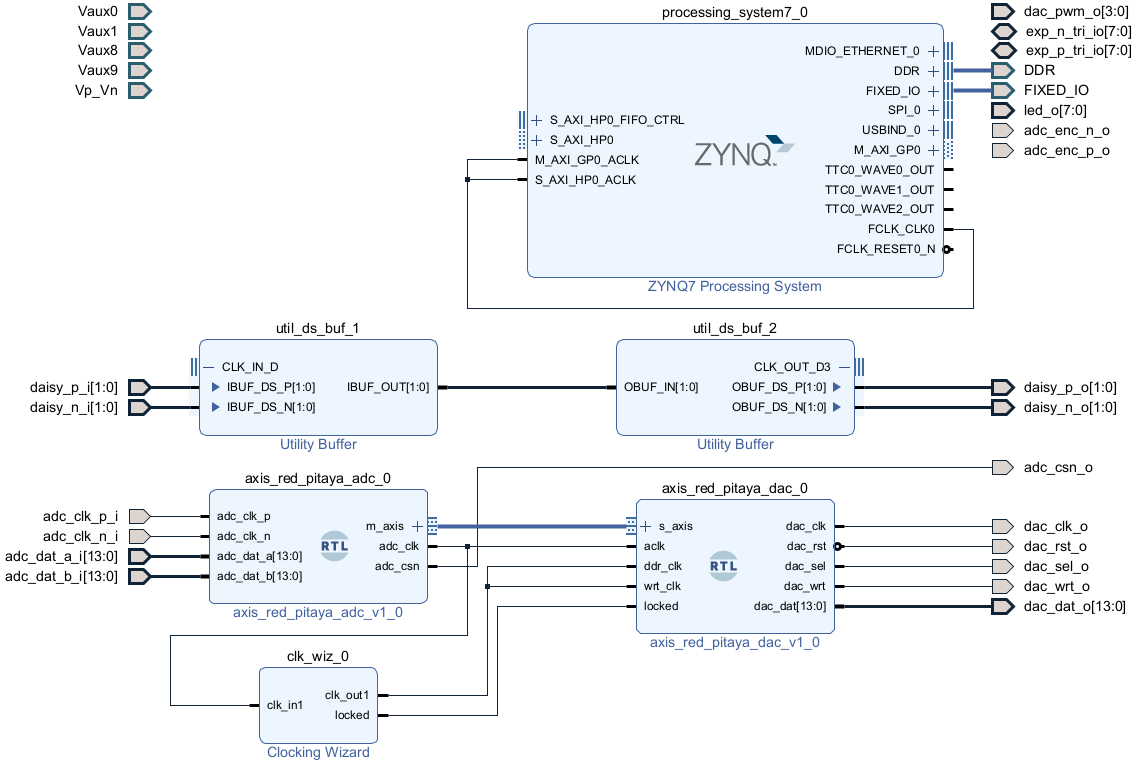 Vaux0
Vaux1
Vaux8
Vaux9
Vp_Vn
processing_system7_0
MDIO_ETHERNET_0
DDR
FIXED_IO
SPI_0
USBIND_0
M_AXI_GP0
TTC0_WAVE0_OUT
TTC0_WAVE1_OUT
TTC0_WAVE2_OUT
FCLK_CLK0
FCLK_RESET0_N
S_AXI_HP0_FIFO_CTRL
S_AXI_HP0
M_AXI_GP0_ACLK
S_AXI_HP0_ACLK
ZYNQ
ZYNQ7 Processing System
dac_pwm_o[3:0]
exp_n_tri_io[7:0]
exp_p_tri_io[7:0]
DDR
FIXED_IO
led_o[7:0]
adc_enc_n_o
adc_enc_p_o
daisy_p_i[1:0]
daisy_n_i[1:0]
util_ds_buf_1
CLK_IN_D
IBUF_DS_P[1:0]
IBUF_DS_N[1:0]
IBUF_OUT[1:0]
Utility Buffer
util_ds_buf_2
OBUF_IN[1:0]
CLK_OUT_D3
OBUF_DS_P[1:0]
OBUF_DS_N[1:0]
Utility Buffer
daisy_p_o[1:0]
daisy_n_o[1:0]
adc_csn_o
adc_clk_p_i
adc_clk_n_i
adc_dat_a_i[13:0]
adc_dat_b_i[13:0]
axis_red_pitaya_adc_0
adc_clk_p
adc_clk_n
adc_dat_a[13:0]
adc_dat_b[13:0]
RTL
m_axis
adc_clk
adc_csn
axis_red_pitaya_adc_v1_0
axis_red_pitaya_dac_0
s_axis
aclk
ddr_clk
wrt_clk
locked
RTL
dac_clk
dac_rst
dac_sel
dac_wrt
dac_dat[13:0]
axis_red_pitaya_dac_v1_0
dac_clk_o
dac_rst_o
dac_sel_o
dac_wrt_o
dac_dat_o[13:0]
clk_wiz_0
clk_in1
clk_out1
locked
Clocking Wizard